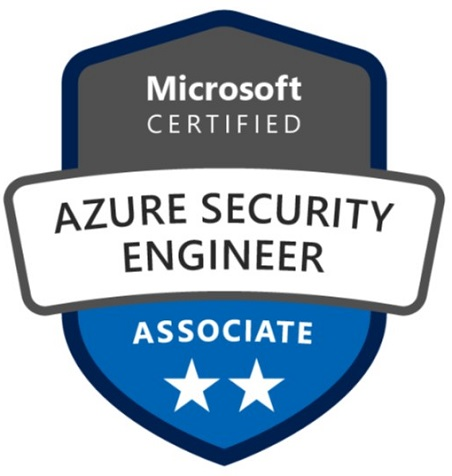 Microsoft
CERTIFIED
AZURE SECURITY
ENGINEER
ASSOCIATE